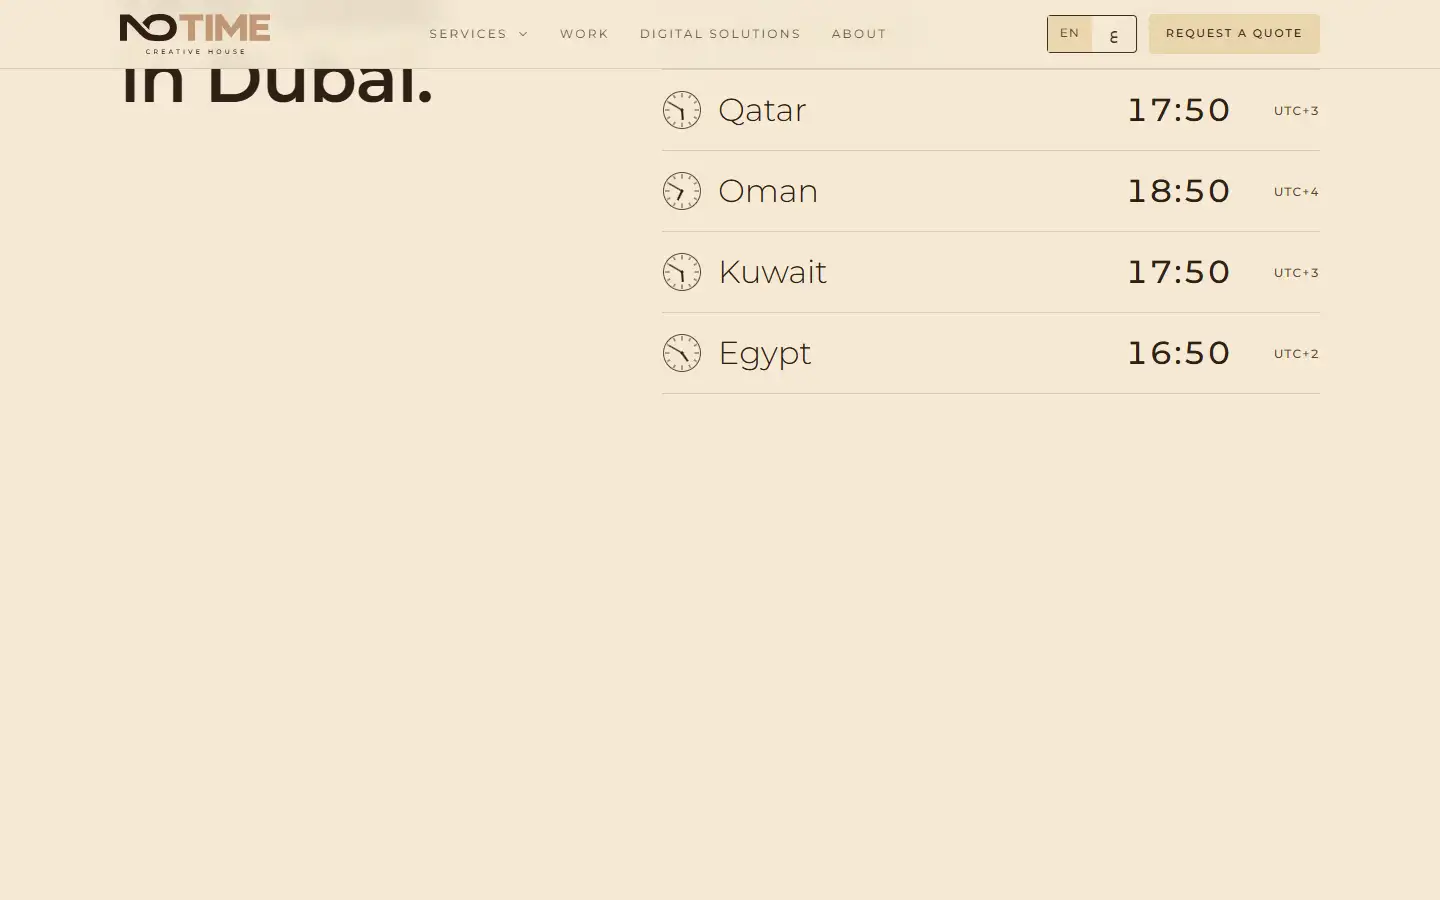 NOTIME
CREATIVE HOUSE
SERVICES
WORK
DIGITAL SOLUTIONS
ABOUT
EN
ع
REQUEST A QUOTE
in Dubai.
Qatar 17:50 UTC+3
Oman 18:50 UTC+4
Kuwait 17:50 UTC+3
Egypt 16:50 UTC+2